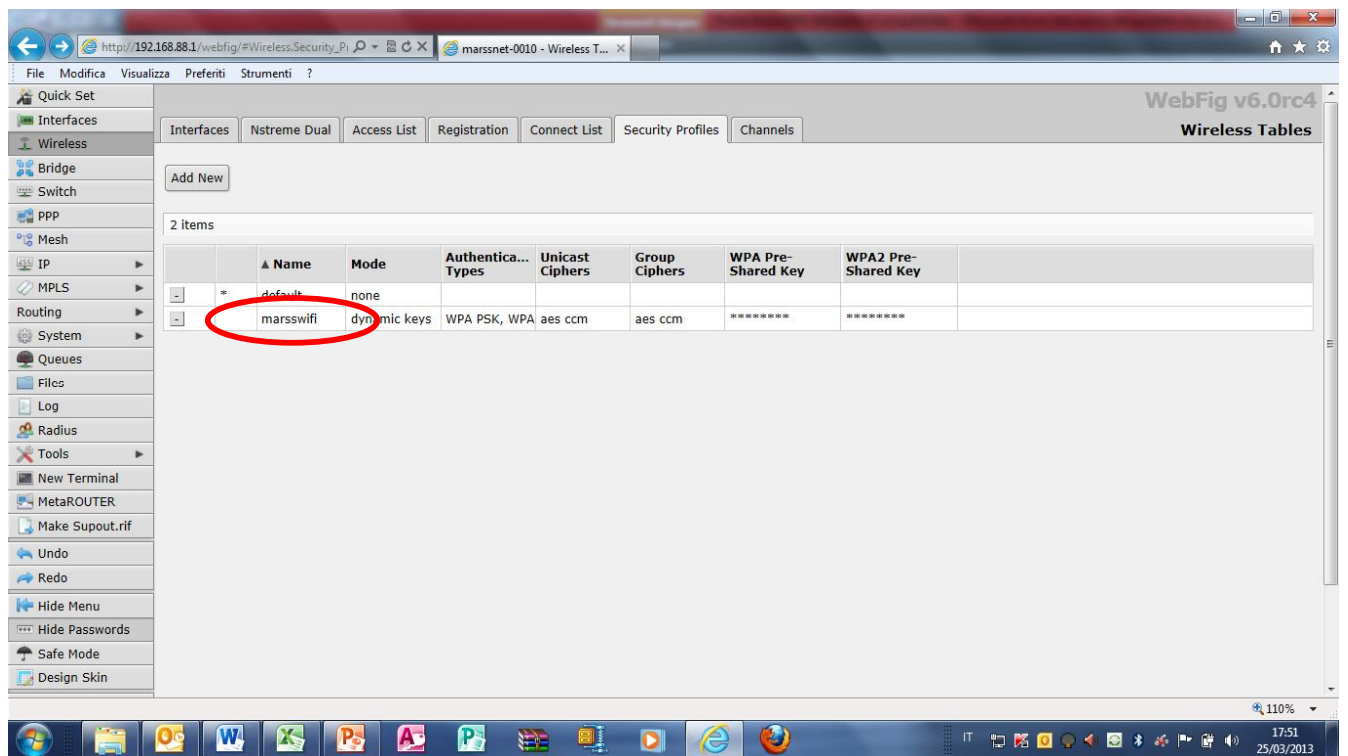 http://192.168.88.1/webfig/#Wireless.Security_P
marssnet-0010 - Wireless T...
File Modifica Visualizza Preferiti Strumenti ?
WebFig v6.0rc4
Wireless Tables
Quick Set
Interfaces
Wireless
Bridge
Switch
PPP
Mesh
IP
MPLS
Routing
System
Queues
Files
Log
Radius
Tools
New Terminal
MetaROUTER
Make Supout.rif
Undo
Redo
Hide Menu
Hide Passwords
Safe Mode
Design Skin
Interfaces Nstreme Dual Access List Registration Connect List Security Profiles Channels
Add New
2 items
▲ Name Mode Authentica... Types Unicast Ciphers Group Ciphers WPA Pre-Shared Key WPA2 Pre-Shared Key
- * default none
- marsswifi dynamic keys WPA PSK, WPA aes ccm aes ccm ******** ********
110%
IT
17:51
25/03/2013